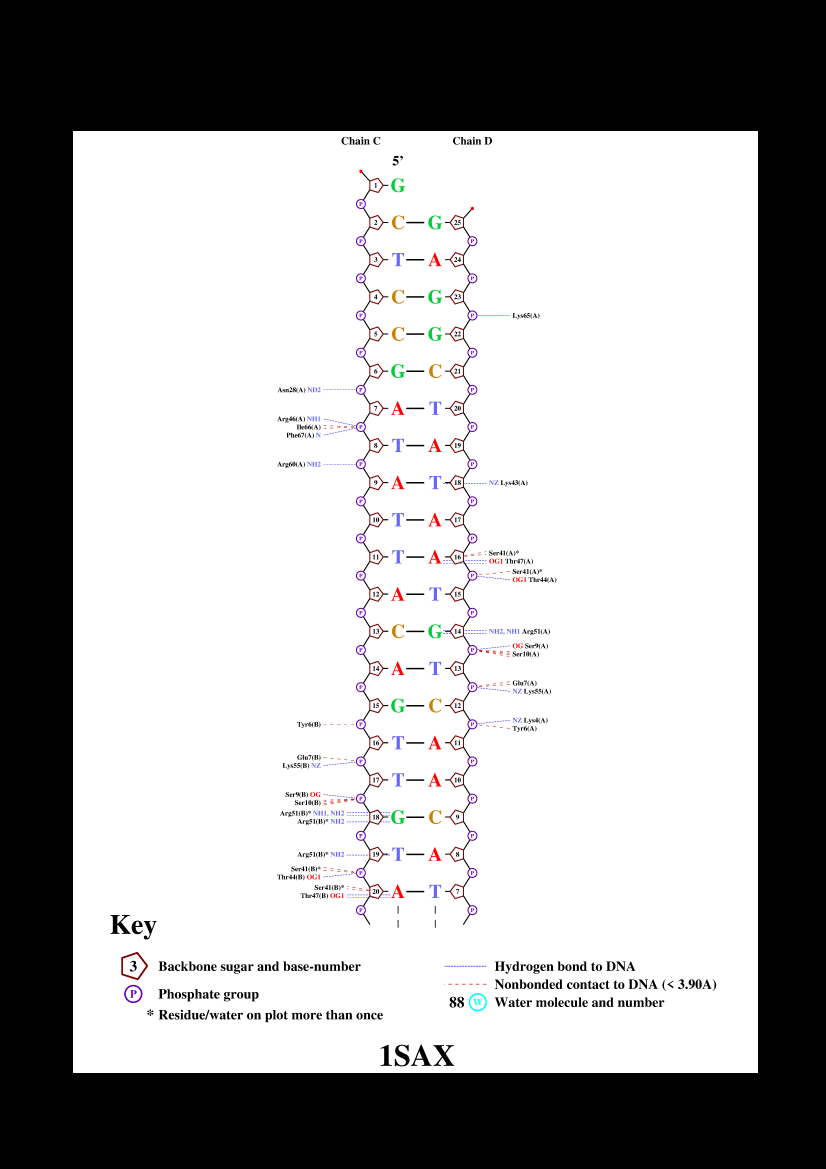 Chain C Chain D
5’
1 G
P
2 C G 25
P P
3 T A 24
P P
4 C G 23
P P Lys65(A)
5 C G 22
P P
6 G C 21
Asn28(A) ND2 P P
7 A T 20
Arg46(A) NH1
Ile66(A) P P
Phe67(A) N
8 T A 19
Arg60(A) NH2 P P
9 A T 18 NZ Lys43(A)
P P
10 T A 17
P P
11 T A 16 Ser41(A)*
OG1 Thr47(A)
P P Ser41(A)*
OG1 Thr44(A)
12 A T 15
P P
13 C G 14 NH2, NH1 Arg51(A)
P P OG Ser9(A)
Ser10(A)
14 A T 13
P P Glu7(A)
NZ Lys55(A)
15 G C 12
Tyr6(B) P P NZ Lys4(A)
Tyr6(A)
16 T A 11
Glu7(B) P P
Lys55(B) NZ
17 T A 10
Ser9(B) OG P P
Ser10(B)
Arg51(B)* NH1, NH2 18 G C 9
Arg51(B)* NH2
P P
Arg51(B)* NH2 19 T A 8
Ser41(B)* P P
Thr44(B) OG1
Ser41(B)* 20 A T 7
Thr47(B) OG1
P P
Key
3 Backbone sugar and base-number
P Phosphate group
* Residue/water on plot more than once
Hydrogen bond to DNA
Nonbonded contact to DNA (< 3.90A)
88 W Water molecule and number
1SAX